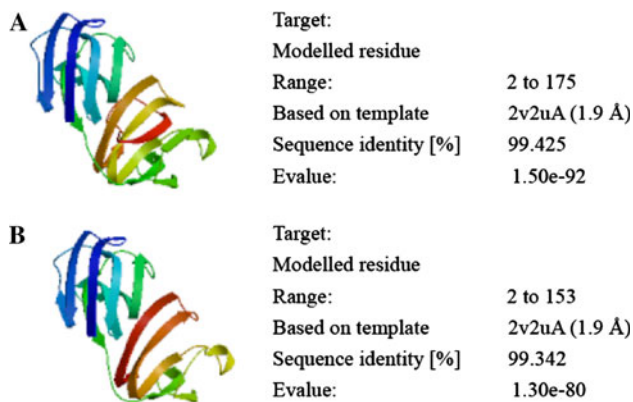 A
Target:
Modelled residue
Range: 2 to 175
Based on template 2v2uA (1.9 Å)
Sequence identity [%] 99.425
Evalue: 1.50e-92
B
Target:
Modelled residue
Range: 2 to 153
Based on template 2v2uA (1.9 Å)
Sequence identity [%] 99.342
Evalue: 1.30e-80